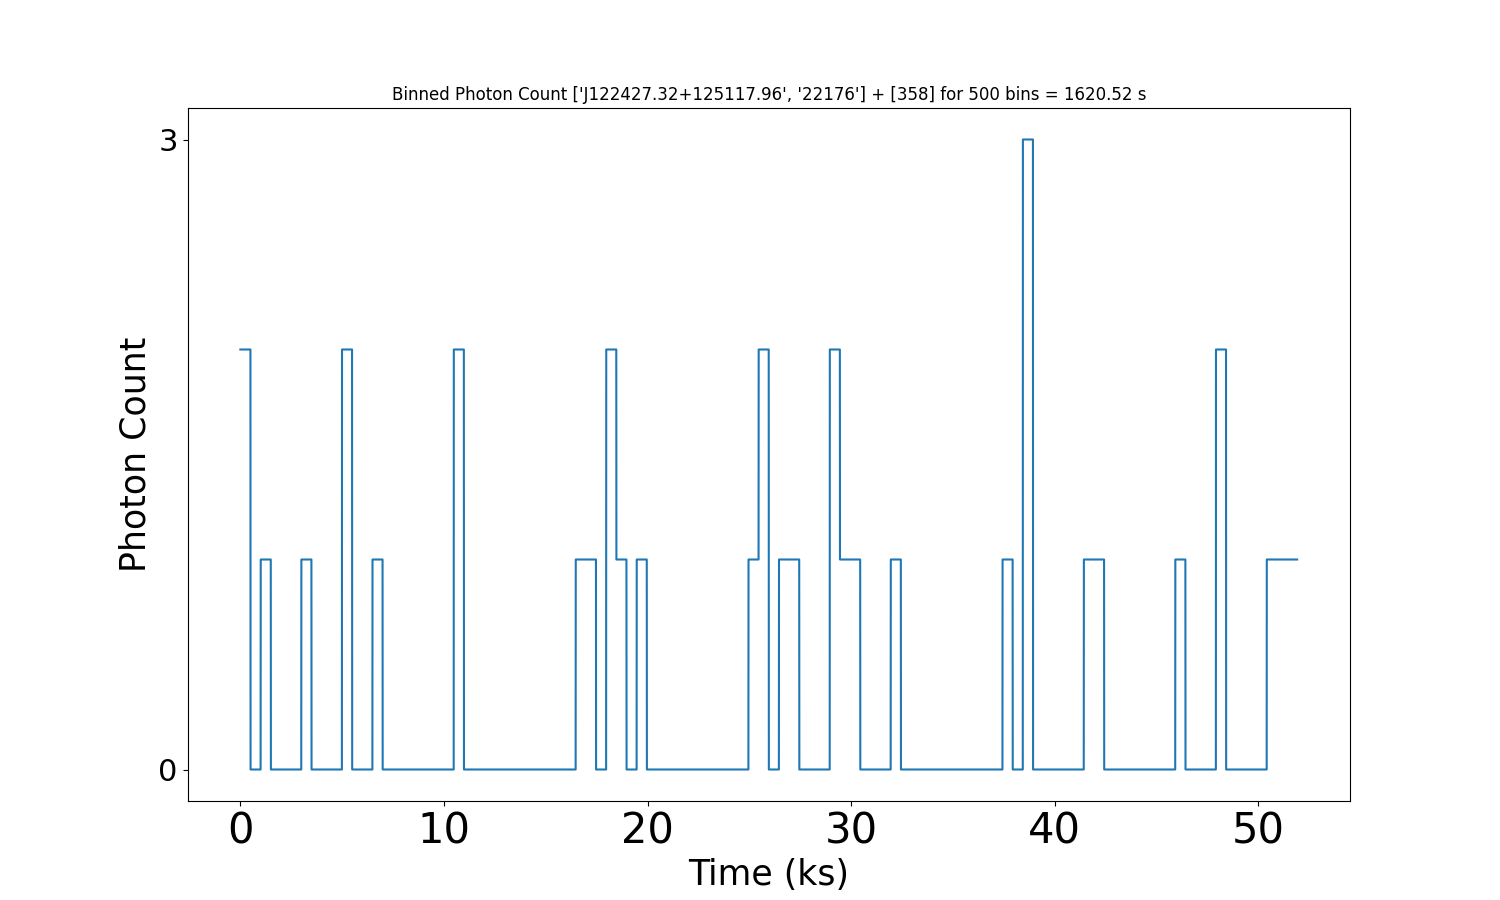 Binned Photon Count ['J122427.32+125117.96', '22176'] + [358] for 500 bins = 1620.52 s
3
Photon Count
0
0 10 20 30 40 50
Time (ks)